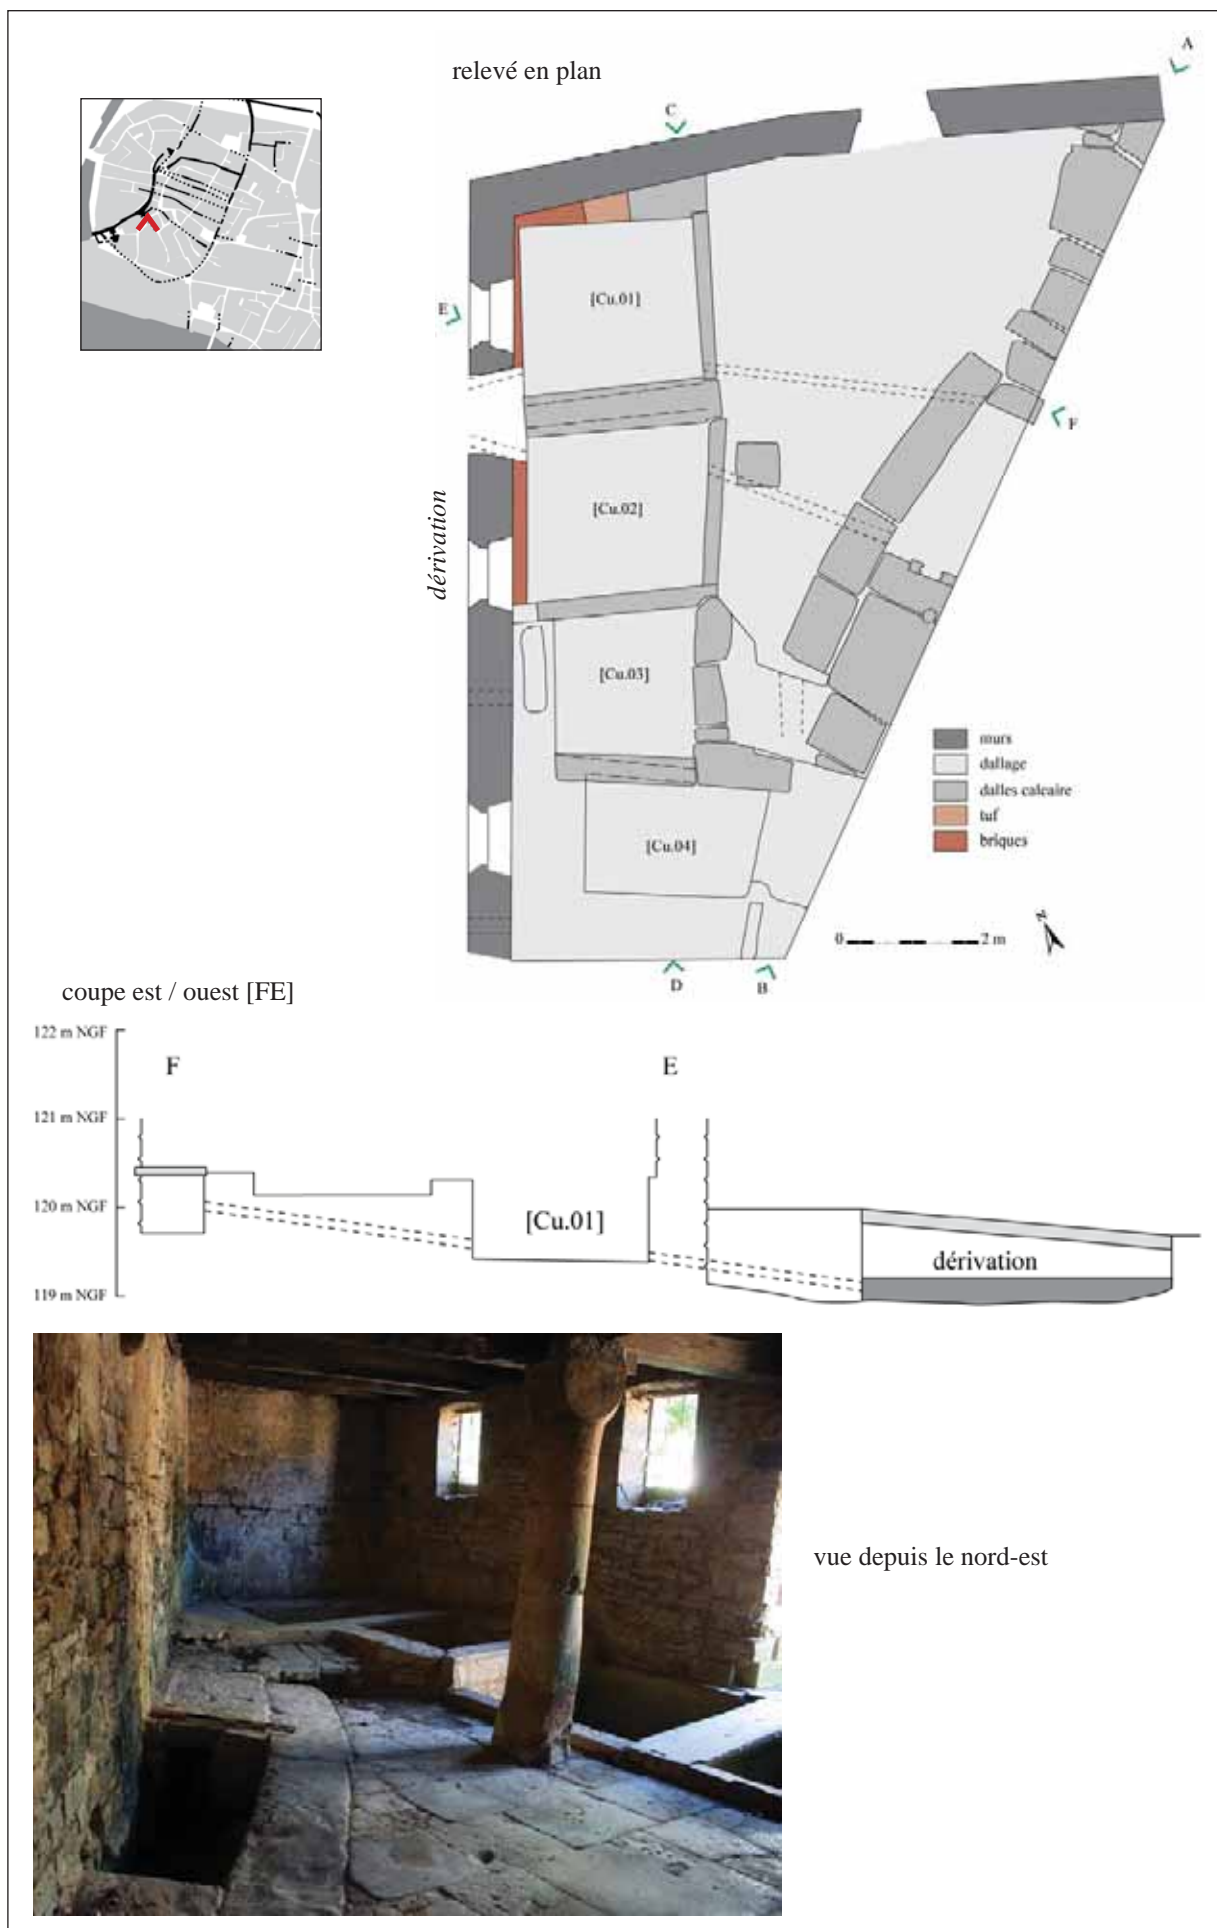 relevé en plan
A
C
E
[Cu.01]
F
dérivation
[Cu.02]
[Cu.03]
[Cu.04]
murs
dallage
dalles calcaire
tuf
briques
N
0 2 m
D
B
coupe est / ouest [FE]
122 m NGF
F
E
121 m NGF
120 m NGF
[Cu.01]
dérivation
119 m NGF
vue depuis le nord-est